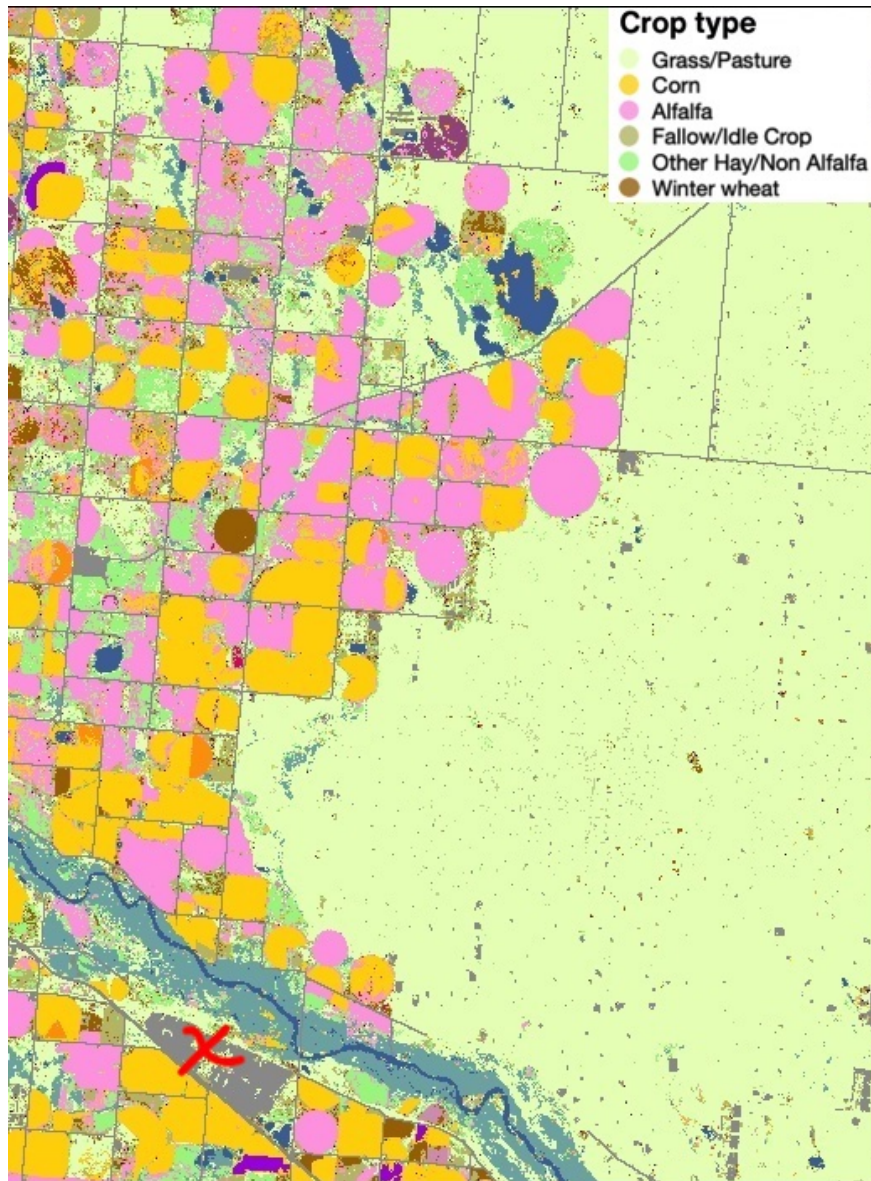 Crop type
Grass/Pasture
Corn
Alfalfa
Fallow/Idle Crop
Other Hay/Non Alfalfa
Winter wheat